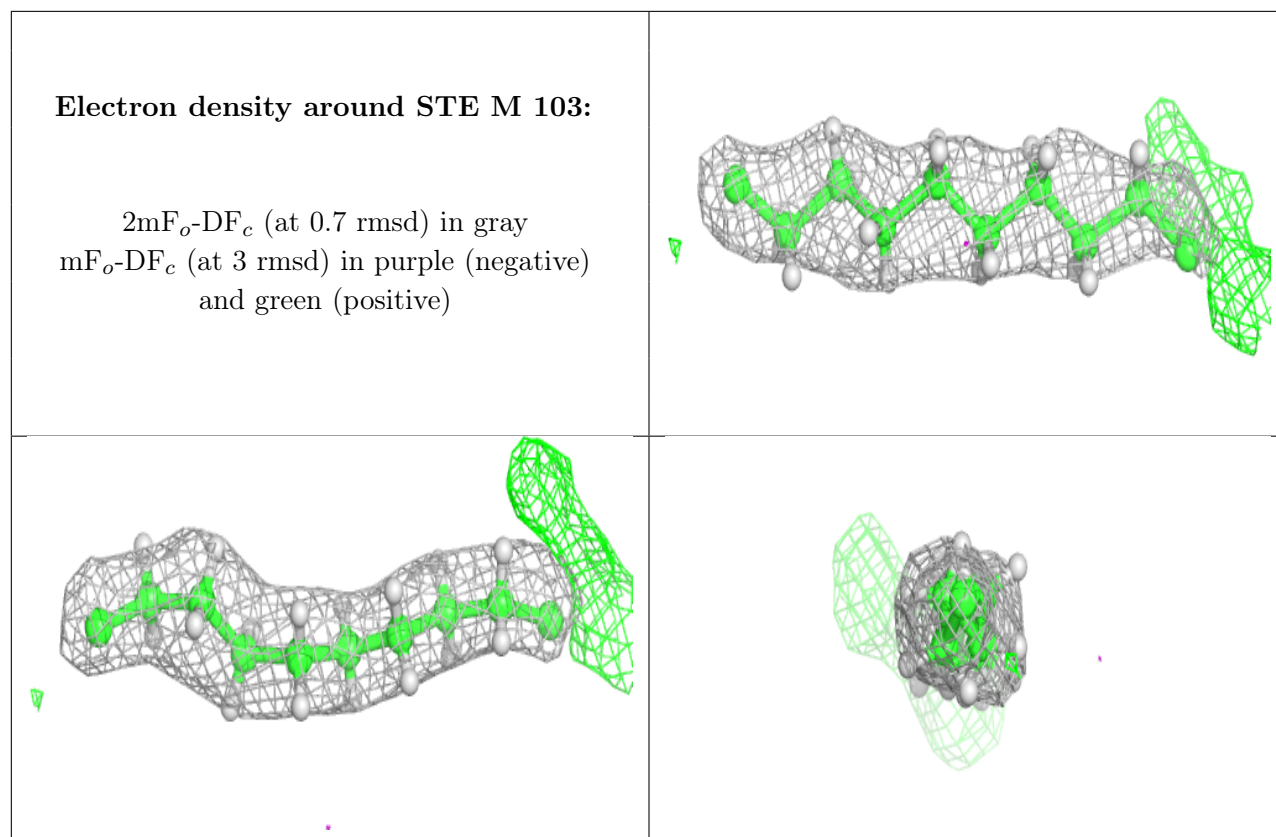 Electron density around STE M 103:
2mFₒ-DF𝒸 (at 0.7 rmsd) in gray
mFₒ-DF𝒸 (at 3 rmsd) in purple (negative)
and green (positive)